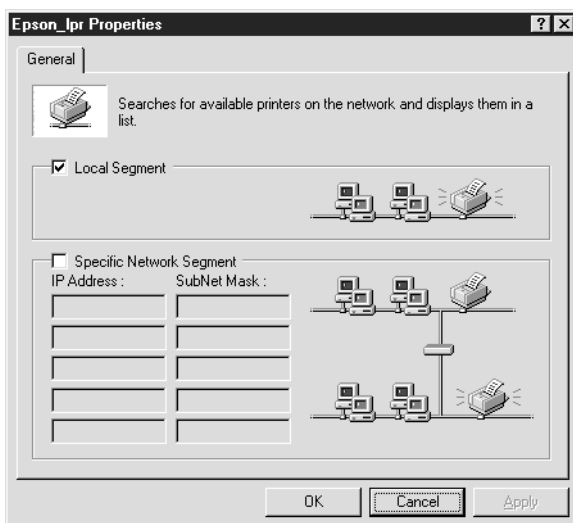 Epson_lpr Properties
General
Searches for available printers on the network and displays them in a
list.
Local Segment
Specific Network Segment
IP Address : SubNet Mask :
OK Cancel Apply